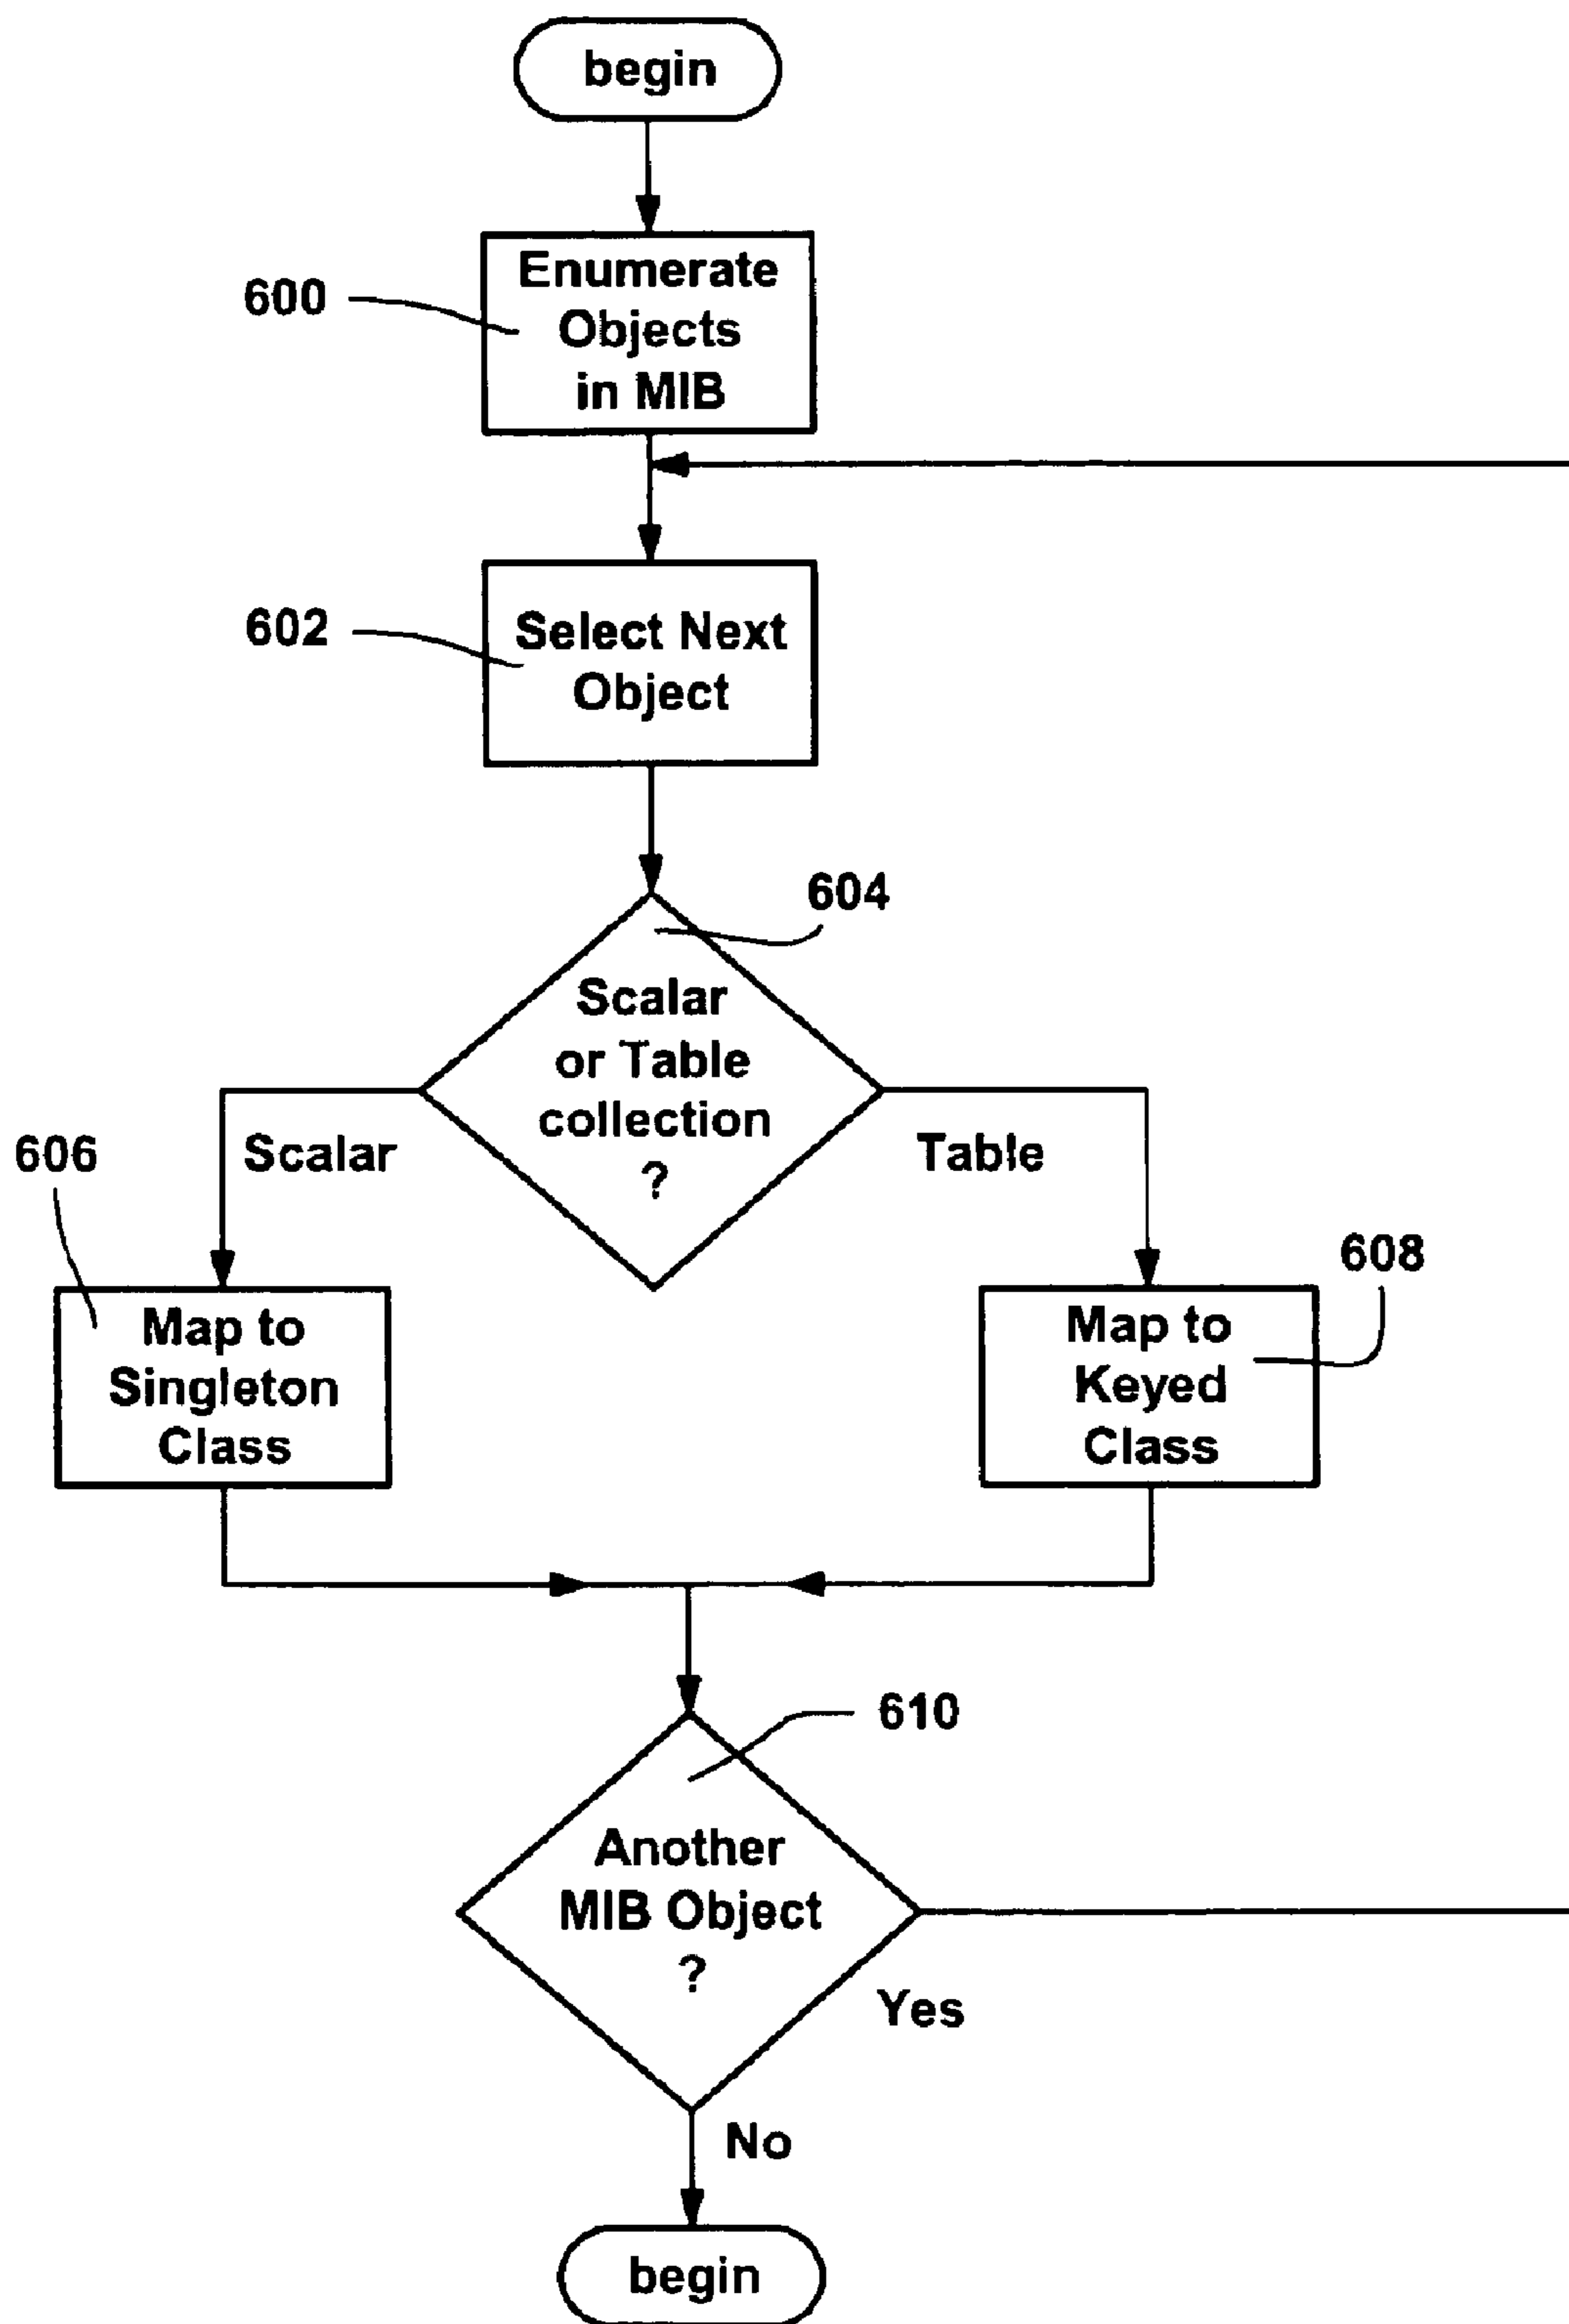 begin
600
Enumerate
Objects
in MIB
602
Select Next
Object
604
Scalar
or Table
collection
?
606
Scalar
Table
608
Map to
Singleton
Class
Map to
Keyed
Class
610
Another
MIB Object
?
Yes
No
begin